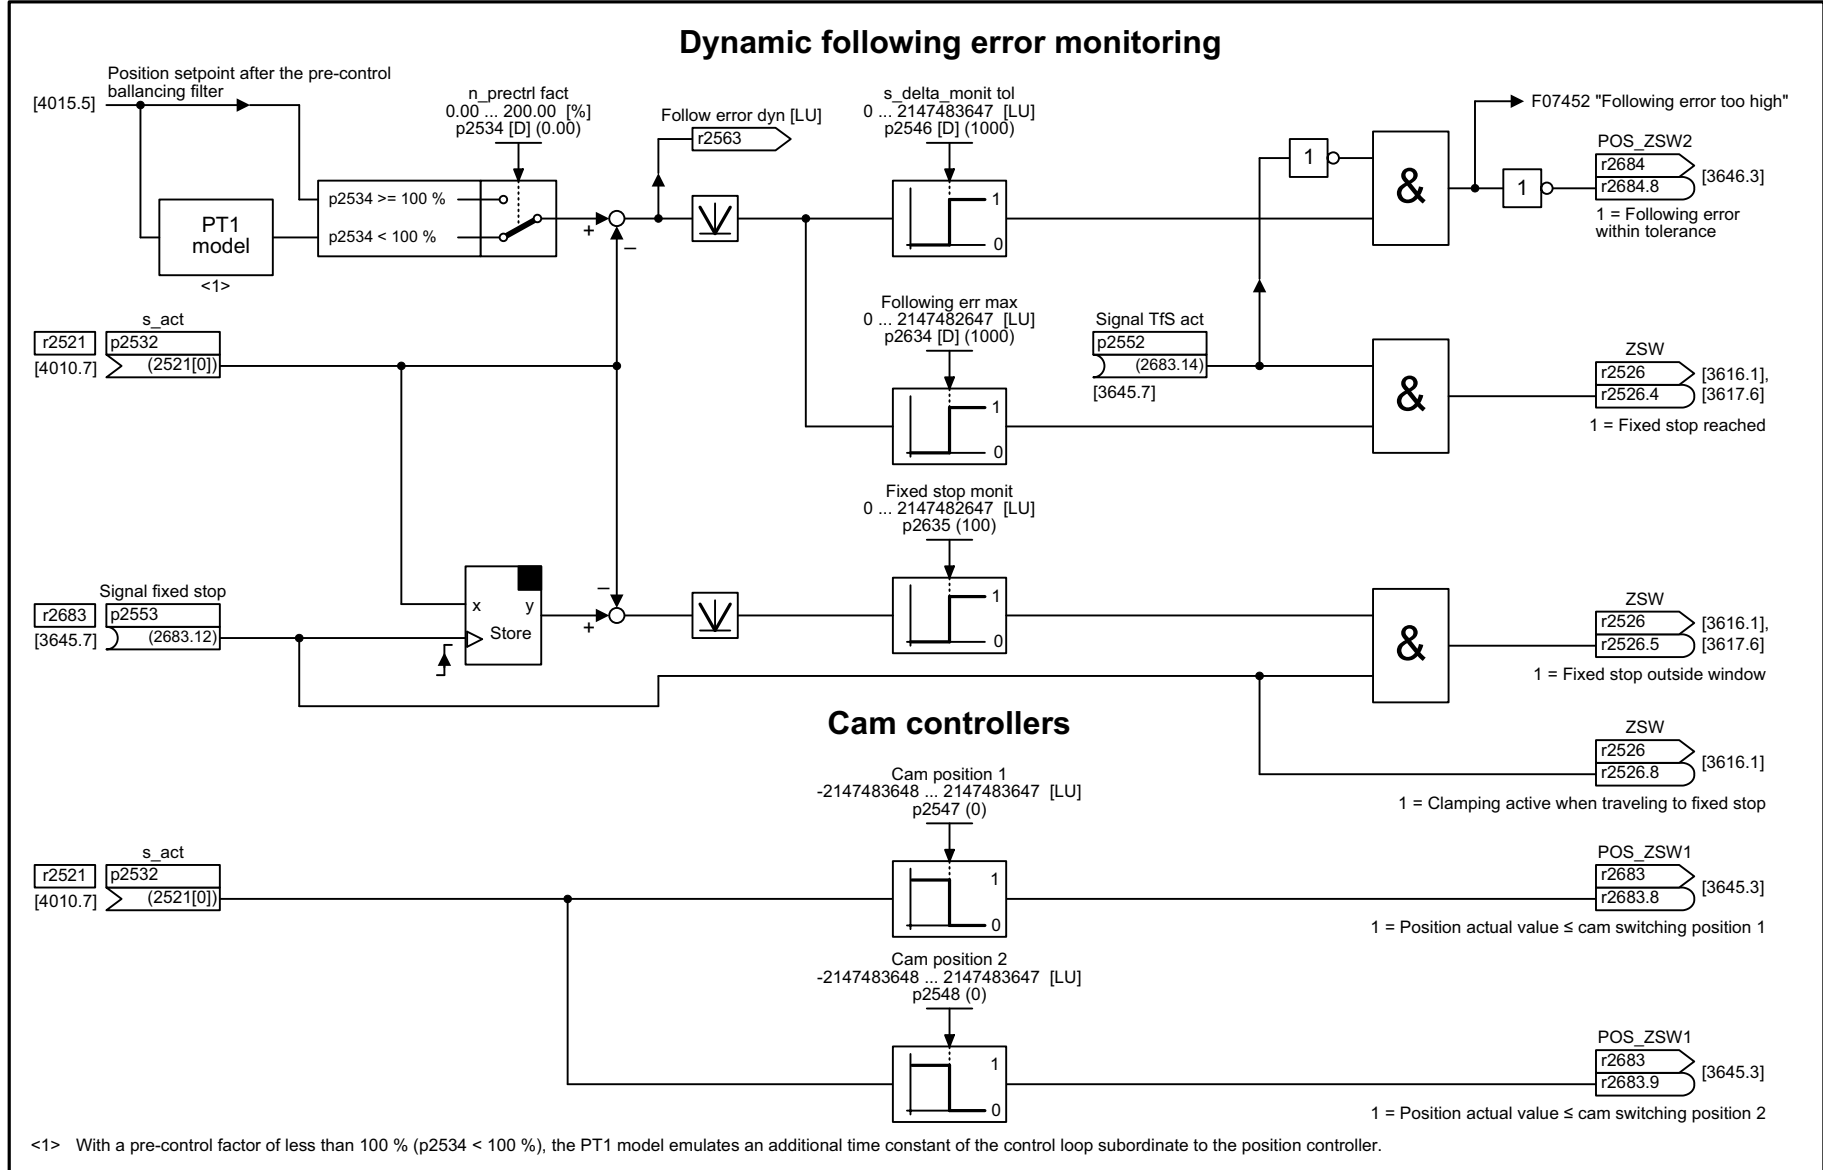 Dynamic following error monitoring
Position setpoint after the pre-control
ballancing filter
[4015.5]
n_prectrl fact
0.00 ... 200.00 [%]
p2534 [D] (0.00)
Follow error dyn [LU]
r2563
s_delta_monit tol
0 ... 2147483647 [LU]
p2546 [D] (1000)
F07452 "Following error too high"
POS_ZSW2
r2684
r2684.8
[3646.3]
1 = Following error
within tolerance
1
&
1
p2534 >= 100 %
p2534 < 100 %
PT1
model
<1>
+
–
1
0
s_act
r2521
p2532
(2521[0])
[4010.7]
Following err max
0 ... 2147482647 [LU]
p2634 [D] (1000)
1
0
Signal TfS act
p2552
(2683.14)
[3645.7]
&
ZSW
r2526
r2526.4
[3616.1],
[3617.6]
1 = Fixed stop reached
Fixed stop monit
0 ... 2147482647 [LU]
p2635 (100)
1
0
Signal fixed stop
r2683
p2553
(2683.12)
[3645.7]
x
y
Store
–
+
&
ZSW
r2526
r2526.5
[3616.1],
[3617.6]
1 = Fixed stop outside window
ZSW
r2526
r2526.8
[3616.1]
1 = Clamping active when traveling to fixed stop
Cam controllers
Cam position 1
-2147483648 ... 2147483647 [LU]
p2547 (0)
s_act
r2521
p2532
(2521[0])
[4010.7]
1
0
POS_ZSW1
r2683
r2683.8
[3645.3]
1 = Position actual value ≤ cam switching position 1
Cam position 2
-2147483648 ... 2147483647 [LU]
p2548 (0)
1
0
POS_ZSW1
r2683
r2683.9
[3645.3]
1 = Position actual value ≤ cam switching position 2
<1> With a pre-control factor of less than 100 % (p2534 < 100 %), the PT1 model emulates an additional time constant of the control loop subordinate to the position controller.